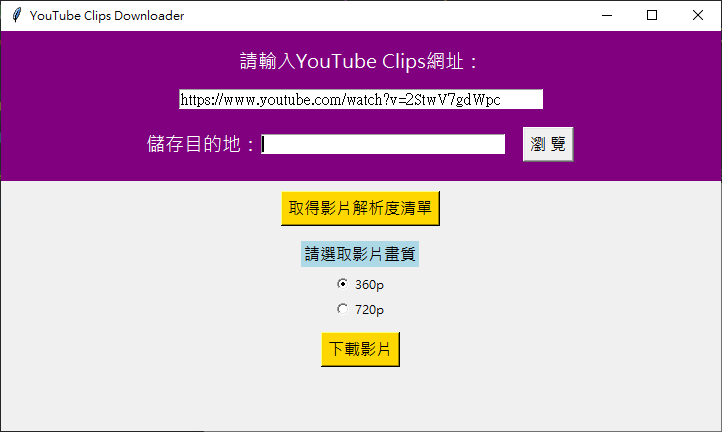 YouTube Clips Downloader
請輸入YouTube Clips網址：
https://www.youtube.com/watch?v=2StwV7gdWpc
儲存目的地： 瀏 覽
取得影片解析度清單
請選取影片畫質
360p
720p
下載影片